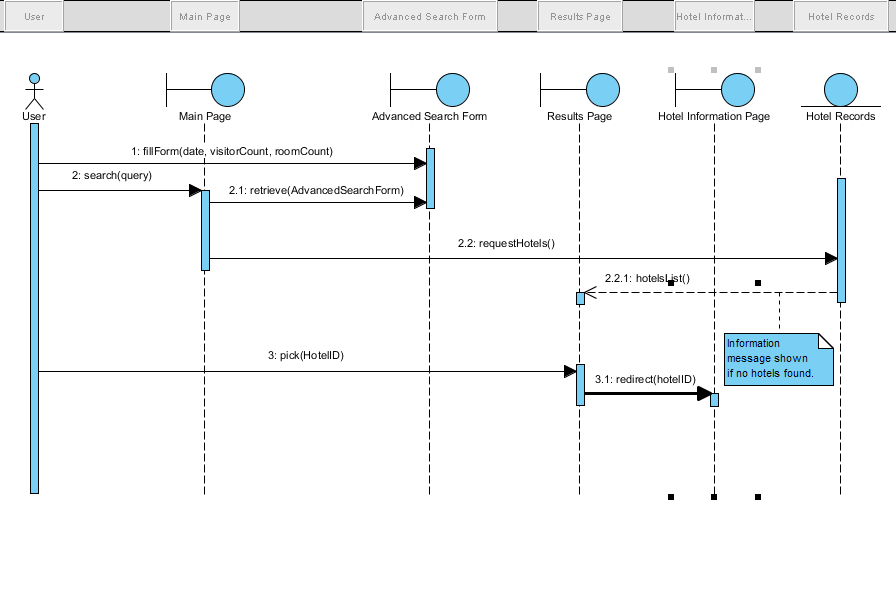 User
Main Page
Advanced Search Form
Results Page
Hotel Informat...
Hotel Records
User
Main Page
Advanced Search Form
Results Page
Hotel Information Page
Hotel Records
1: fillForm(date, visitorCount, roomCount)
2: search(query)
2.1: retrieve(AdvancedSearchForm)
2.2: requestHotels()
2.2.1: hotelsList()
Information
message shown
if no hotels found.
3: pick(HotelID)
3.1: redirect(hotelID)